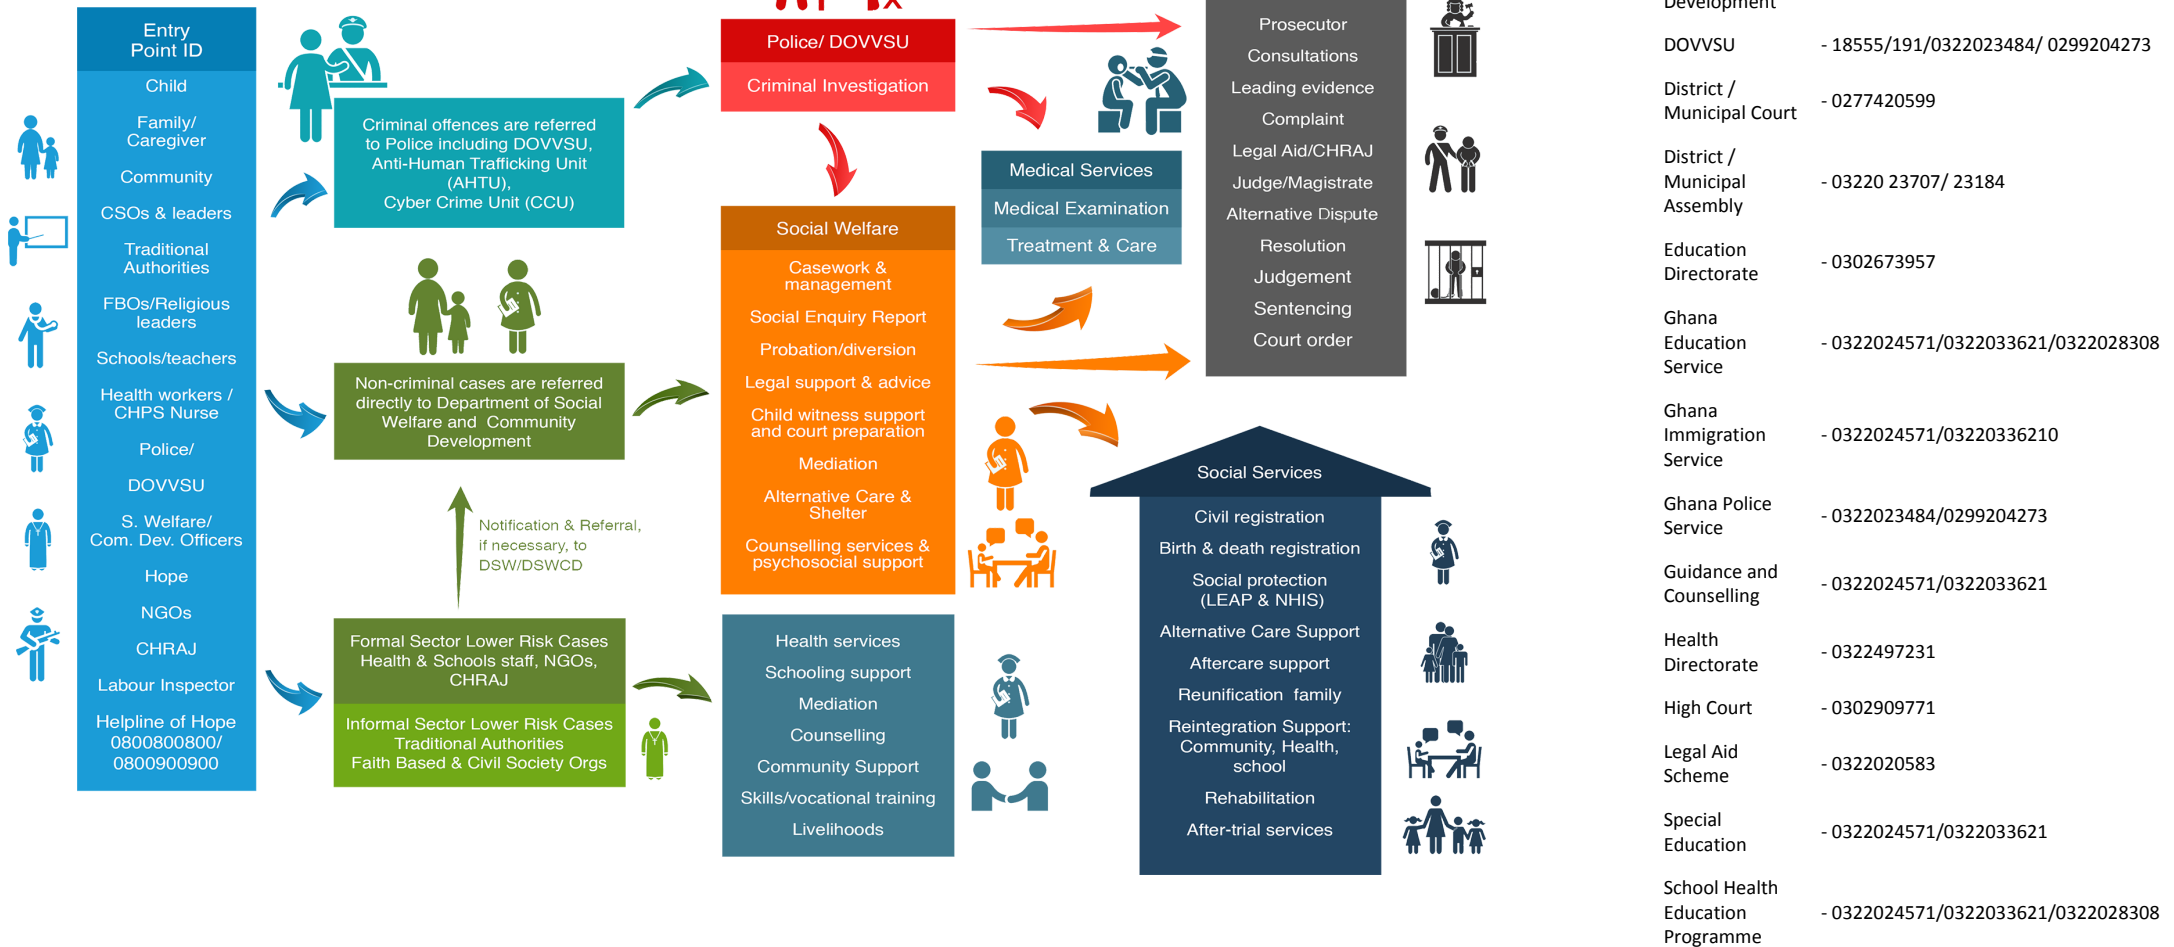 Entry
Point ID
Child
Family/
Caregiver
Community
CSOs & leaders
Traditional
Authorities
FBOs/Religious
leaders
Schools/teachers
Health workers /
CHPS Nurse
Police/
DOVVSU
S. Welfare/
Com. Dev. Officers
Hope
NGOs
CHRAJ
Labour Inspector
Helpline of Hope
0800800800/
0800900900
Criminal offences are referred
to Police including DOVVSU,
Anti-Human Trafficking Unit
(AHTU),
Cyber Crime Unit (CCU)
Non-criminal cases are referred
directly to Department of Social
Welfare and Community
Development
Notification & Referral,
if necessary, to
DSW/DSWCD
Formal Sector Lower Risk Cases
Health & Schools staff, NGOs,
CHRAJ
Informal Sector Lower Risk Cases
Traditional Authorities
Faith Based & Civil Society Orgs
Police/ DOVVSU
Criminal Investigation
Social Welfare
Casework &
management
Social Enquiry Report
Probation/diversion
Legal support & advice
Child witness support
and court preparation
Mediation
Alternative Care &
Shelter
Counselling services &
psychosocial support
Health services
Schooling support
Mediation
Counselling
Community Support
Skills/vocational training
Livelihoods
Medical Services
Medical Examination
Treatment & Care
Prosecutor
Consultations
Leading evidence
Complaint
Legal Aid/CHRAJ
Judge/Magistrate
Alternative Dispute
Resolution
Judgement
Sentencing
Court order
Social Services
Civil registration
Birth & death registration
Social protection
(LEAP & NHIS)
Alternative Care Support
Aftercare support
Reunification family
Reintegration Support:
Community, Health,
school
Rehabilitation
After-trial services
Development
DOVVSU - 18555/191/0322023484/ 0299204273
District /
Municipal Court - 0277420599
District /
Municipal - 03220 23707/ 23184
Assembly
Education
Directorate - 0302673957
Ghana
Education - 0322024571/0322033621/0322028308
Service
Ghana
Immigration - 0322024571/03220336210
Service
Ghana Police
Service - 0322023484/0299204273
Guidance and
Counselling - 0322024571/0322033621
Health
Directorate - 0322497231
High Court - 0302909771
Legal Aid
Scheme - 0322020583
Special
Education - 0322024571/0322033621
School Health
Education - 0322024571/0322033621/0322028308
Programme